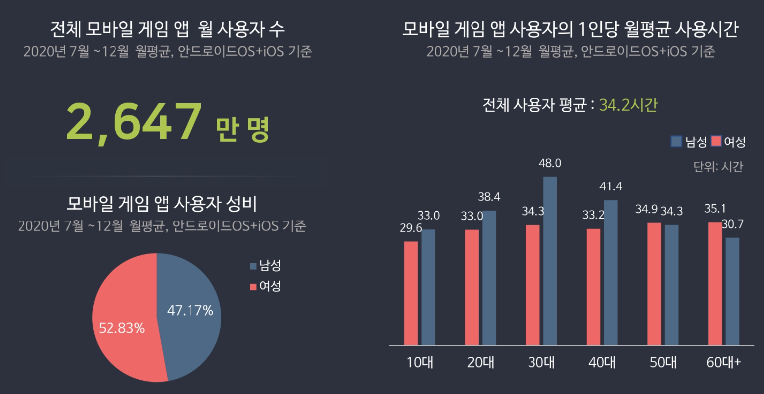 전체 모바일 게임 앱 월 사용자 수
2020년 7월 ~12월 월평균, 안드로이드OS+iOS 기준
2,647 만 명
모바일 게임 앱 사용자 성비
2020년 7월 ~12월 월평균, 안드로이드OS+iOS 기준
남성
여성
47.17%
52.83%
모바일 게임 앱 사용자의 1인당 월평균 사용시간
2020년 7월 ~12월 월평균, 안드로이드OS+iOS 기준
전체 사용자 평균 : 34.2시간
남성 여성
단위: 시간
29.6 33.0 33.0 38.4 34.3 48.0 33.2 41.4 34.9 34.3 35.1 30.7
10대 20대 30대 40대 50대 60대+